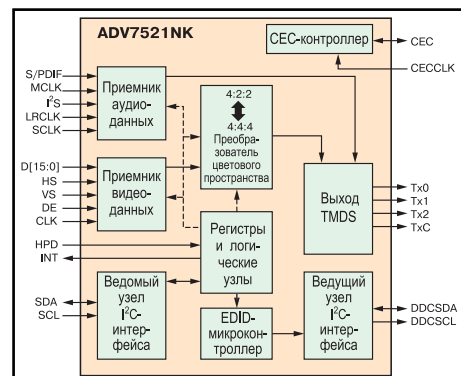 ADV7521NK
CEC-контроллер
CEC
CECCLK
S/PDIF
MCLK
I²S
LRCLK
SCLK
Приемник
аудио-
данных
4:2:2
4:4:4
Преобра-
зователь
цветового
пространства
D[15:0]
HS
VS
DE
CLK
Приемник
видео-
данных
Выход
TMDS
Tx0
Tx1
Tx2
TxC
HPD
INT
Регистры
и логи-
ческие
узлы
SDA
SCL
Ведомый
узел
I²C-
интер-
фейса
EDID-
микрокон-
троллер
Ведущий
узел
I²C-
интер-
фейса
DDCSDA
DDCSCL